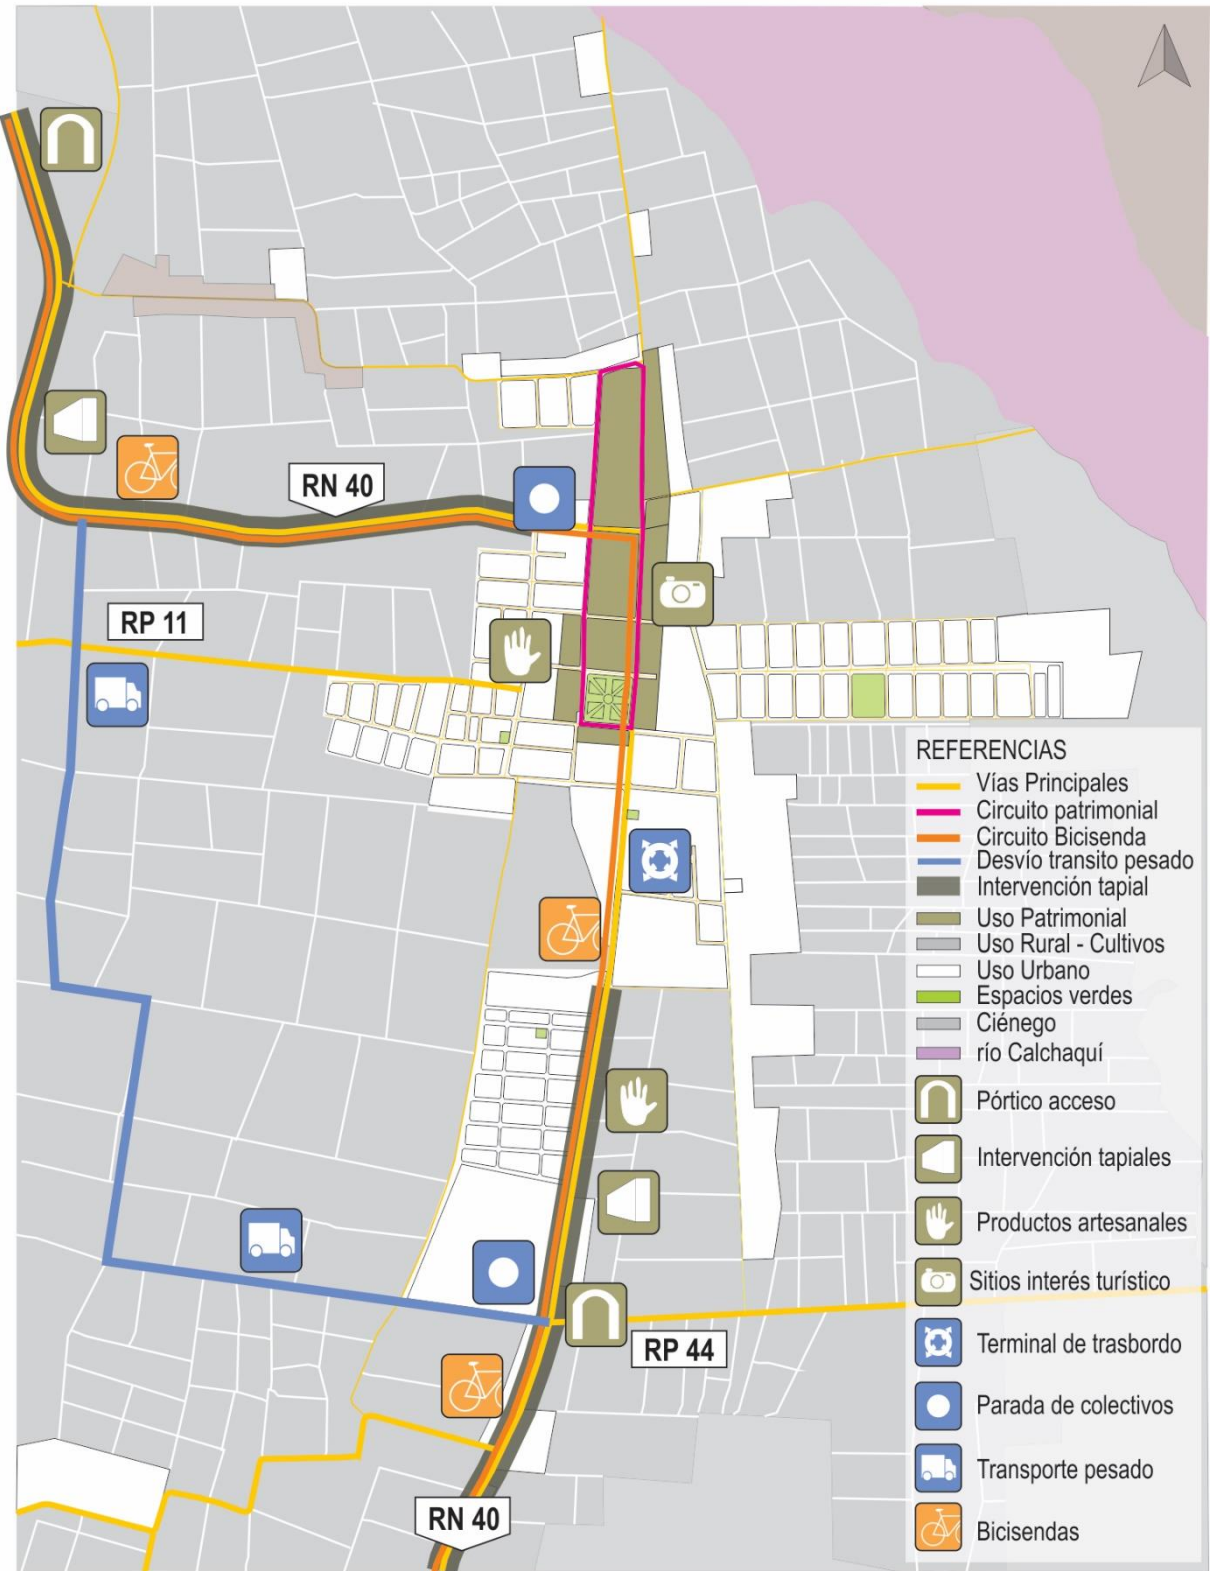 RN 40
RP 11
RP 44
RN 40
REFERENCIAS
Vías Principales
Circuito patrimonial
Circuito Bicisenda
Desvío transito pesado
Intervención tapial
Uso Patrimonial
Uso Rural - Cultivos
Uso Urbano
Espacios verdes
Ciénego
río Calchaquí
Pórtico acceso
Intervención tapiales
Productos artesanales
Sitios interés turístico
Terminal de trasbordo
Parada de colectivos
Transporte pesado
Bicisendas